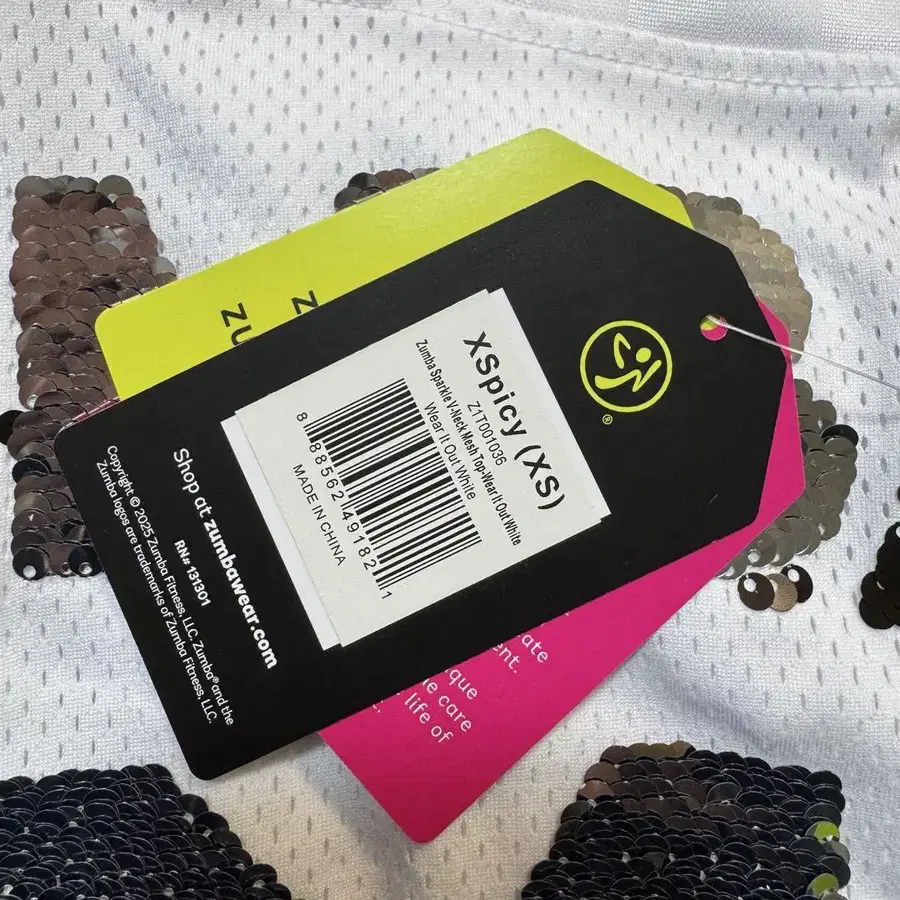 XSpicy (XS)
Z1T001036
Zumba Sparkle V-Neck Mesh Top-Wear It Out White
Wear It Out White
8 88562 49182 1
MADE IN CHINA
®
Shop at zumbawear.com
RN# 131301
Copyright © 2025 Zumba Fitness, LLC. Zumba® and the
Zumba logos are trademarks of Zumba Fitness, LLC.
Z
ZU
ate
ent.
que
care
life of